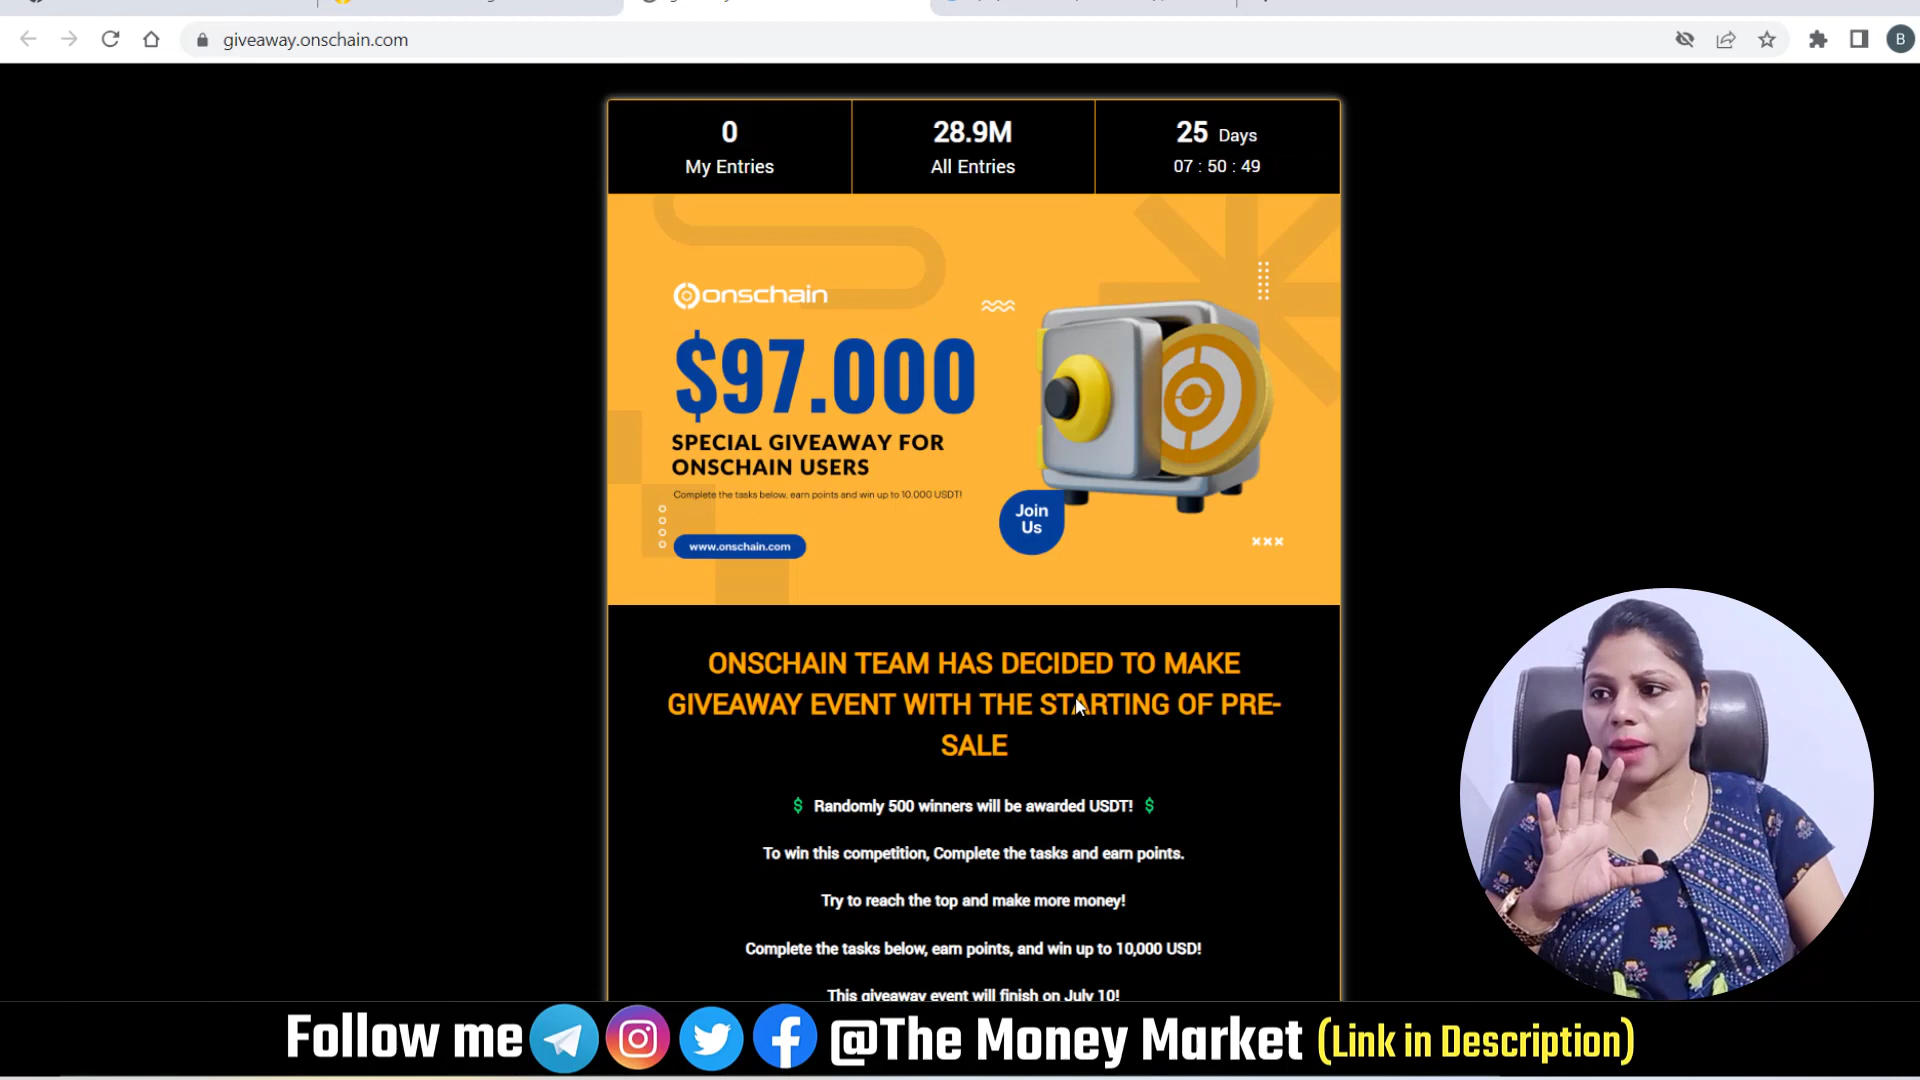 giveaway.onschain.com
B
0
My Entries
28.9M
All Entries
25 Days
07 : 50 : 49
onschain
$97.000
SPECIAL GIVEAWAY FOR
ONSCHAIN USERS
Complete the tasks below, earn points and win up to 10.000 USDT!
Join
Us
www.onschain.com
ONSCHAIN TEAM HAS DECIDED TO MAKE
GIVEAWAY EVENT WITH THE STARTING OF PRE-
SALE
$ Randomly 500 winners will be awarded USDT! $
To win this competition, Complete the tasks and earn points.
Try to reach the top and make more money!
Complete the tasks below, earn points, and win up to 10,000 USD!
This giveaway event will finish on July 10!
Follow me @The Money Market (Link in Description)